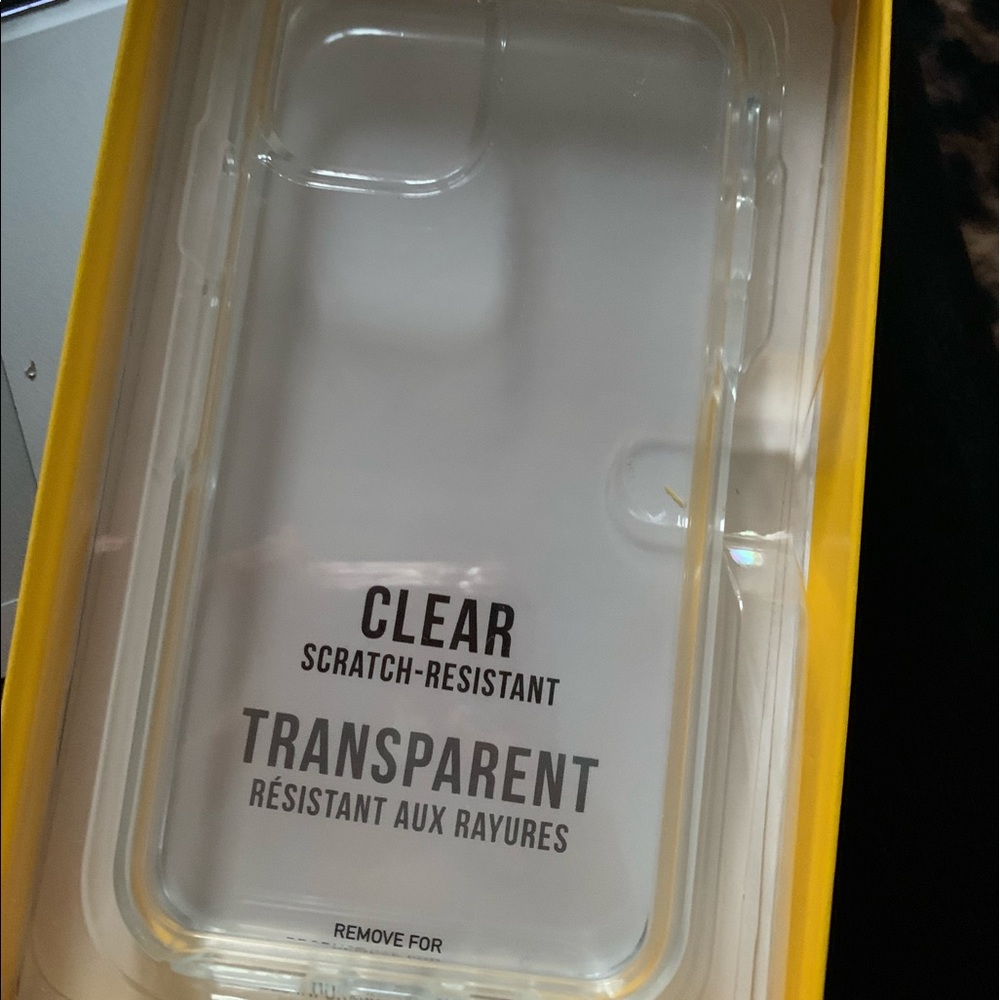 CLEAR
SCRATCH-RESISTANT
TRANSPARENT
RÉSISTANT AUX RAYURES
REMOVE FOR